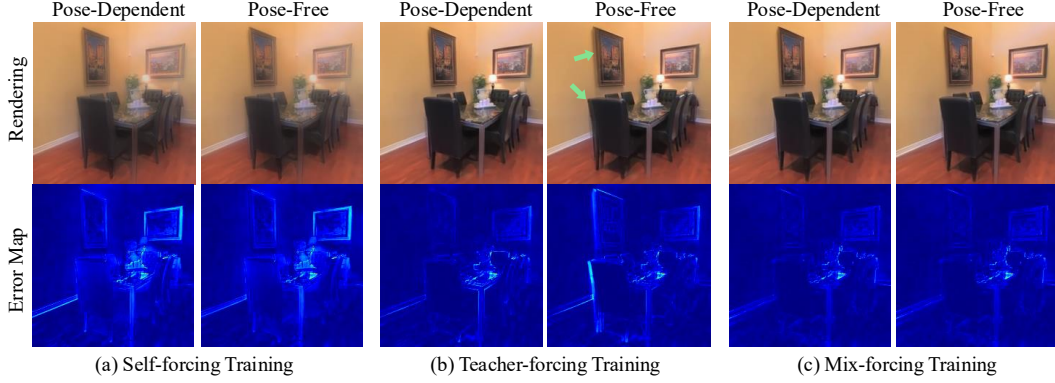 Pose-Dependent Pose-Free Pose-Dependent Pose-Free Pose-Dependent Pose-Free
Rendering
Error Map
(a) Self-forcing Training (b) Teacher-forcing Training (c) Mix-forcing Training